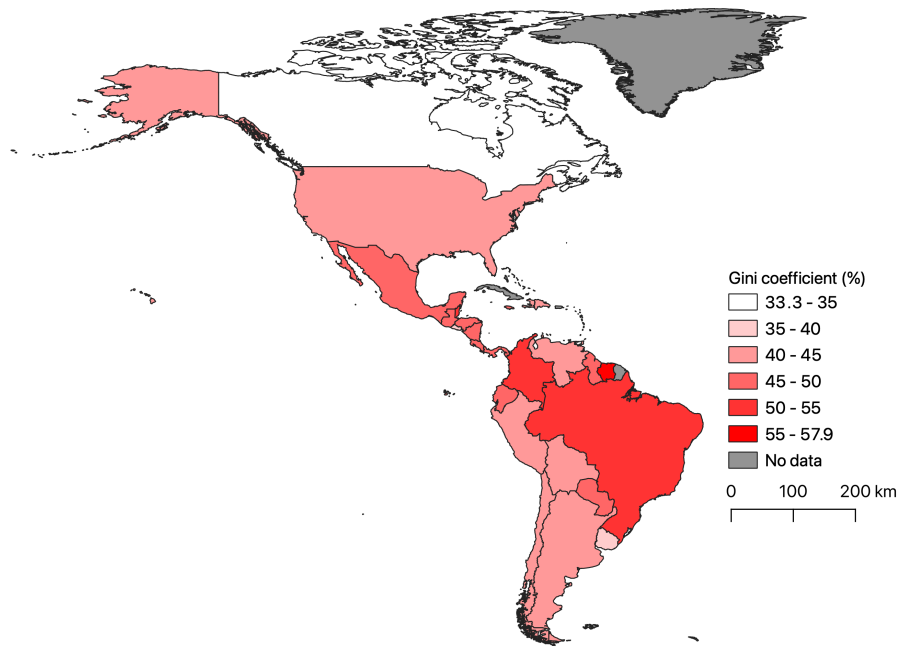 Gini coefficient (%)
33.3 - 35
35 - 40
40 - 45
45 - 50
50 - 55
55 - 57.9
No data
0 100 200 km